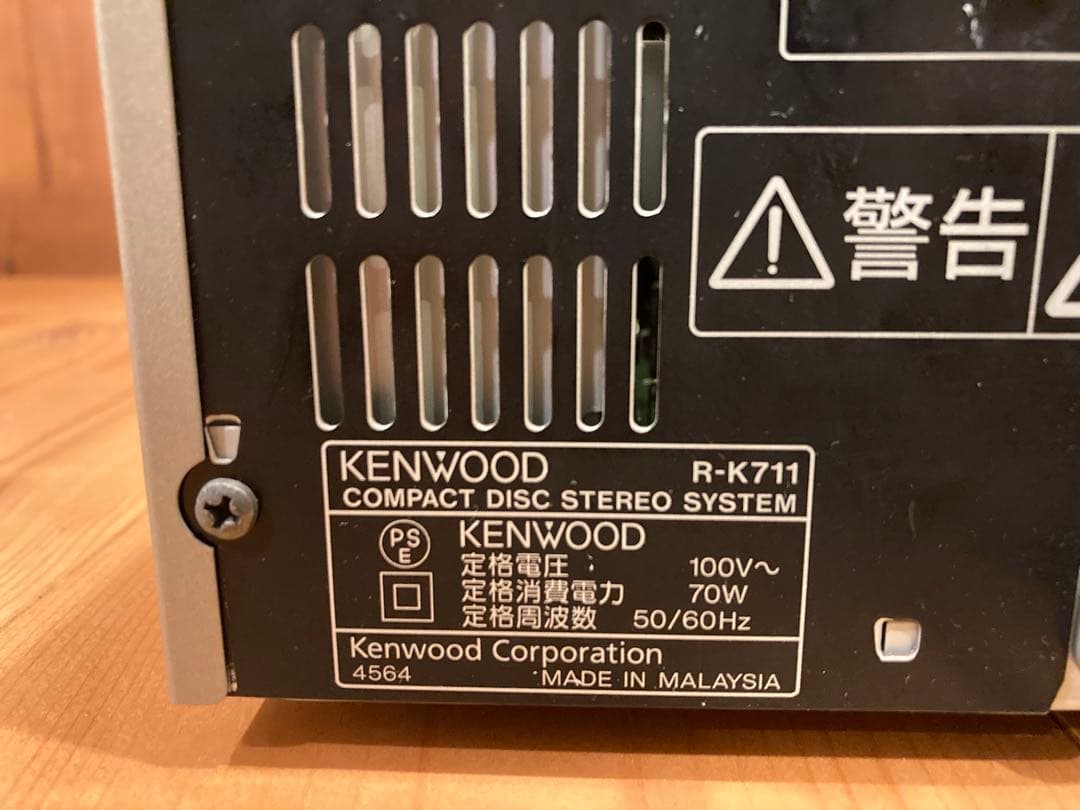 警告
KENWOOD R-K711
COMPACT DISC STEREO SYSTEM
PS
E
KENWOOD
定格電圧 100V～
定格消費電力 70W
定格周波数 50/60Hz
Kenwood Corporation
4564 MADE IN MALAYSIA